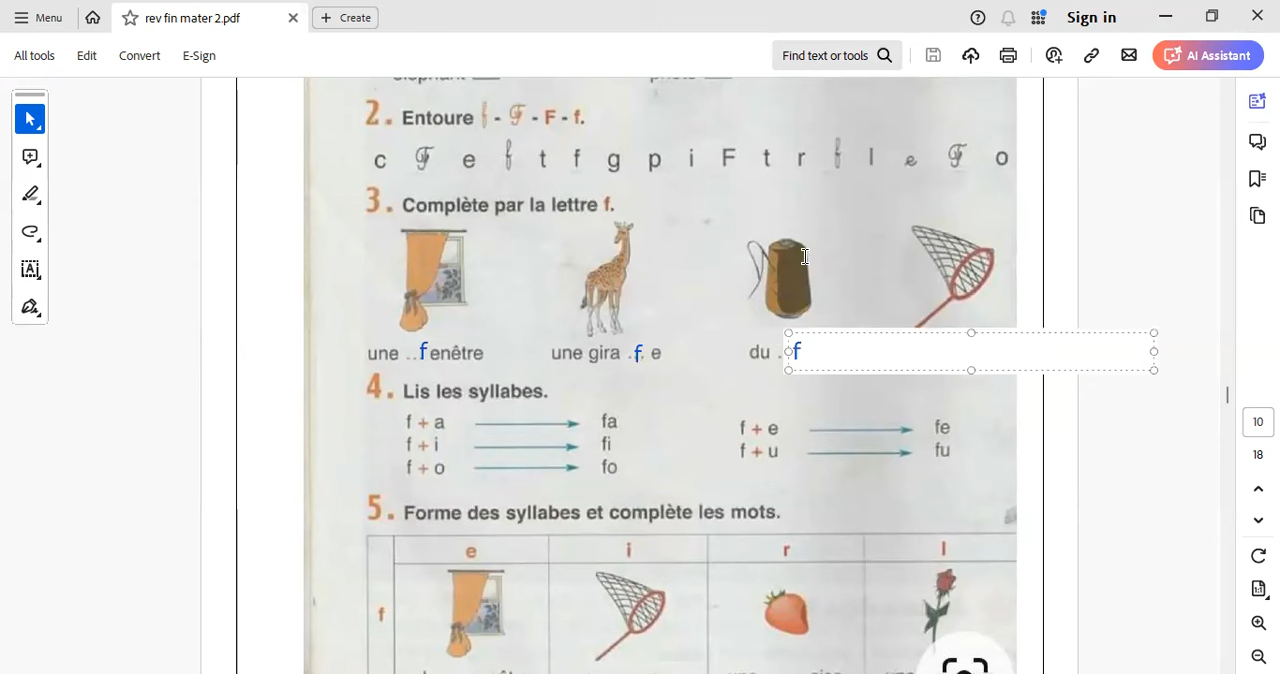 Menu
rev fin mater 2.pdf
Create
Sign in
All tools
Edit
Convert
E-Sign
Find text or tools
AI Assistant
2. Entoure f - F - F - f.
c F e f t f g p i F t r f l e F o
3. Complète par la lettre f.
une ..fenêtre
une gira .f. e
du . f
4. Lis les syllabes.
f + a fa
f + i fi
f + o fo
f + e fe
f + u fu
5. Forme des syllabes et complète les mots.
e i r l
f
10
18